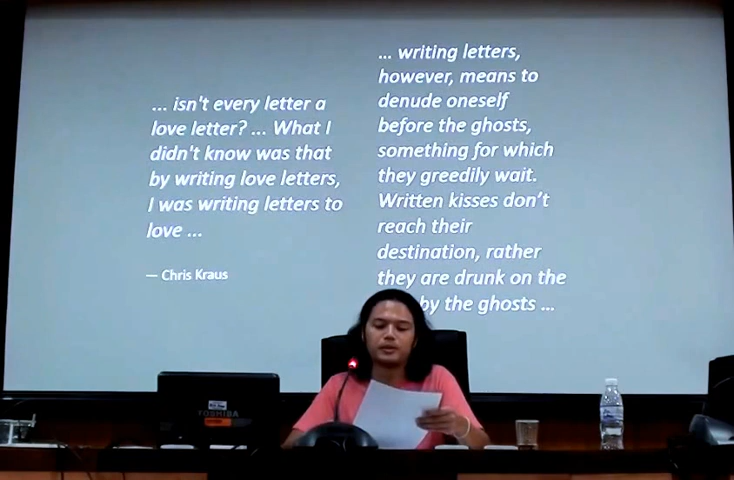 ... isn't every letter a
love letter? ... What I
didn't know was that
by writing love letters,
I was writing letters to
love ...
— Chris Kraus
... writing letters,
however, means to
denude oneself
before the ghosts,
something for which
they greedily wait.
Written kisses don't
reach their
destination, rather
they are drunk on the
by the ghosts ...
TOSHIBA